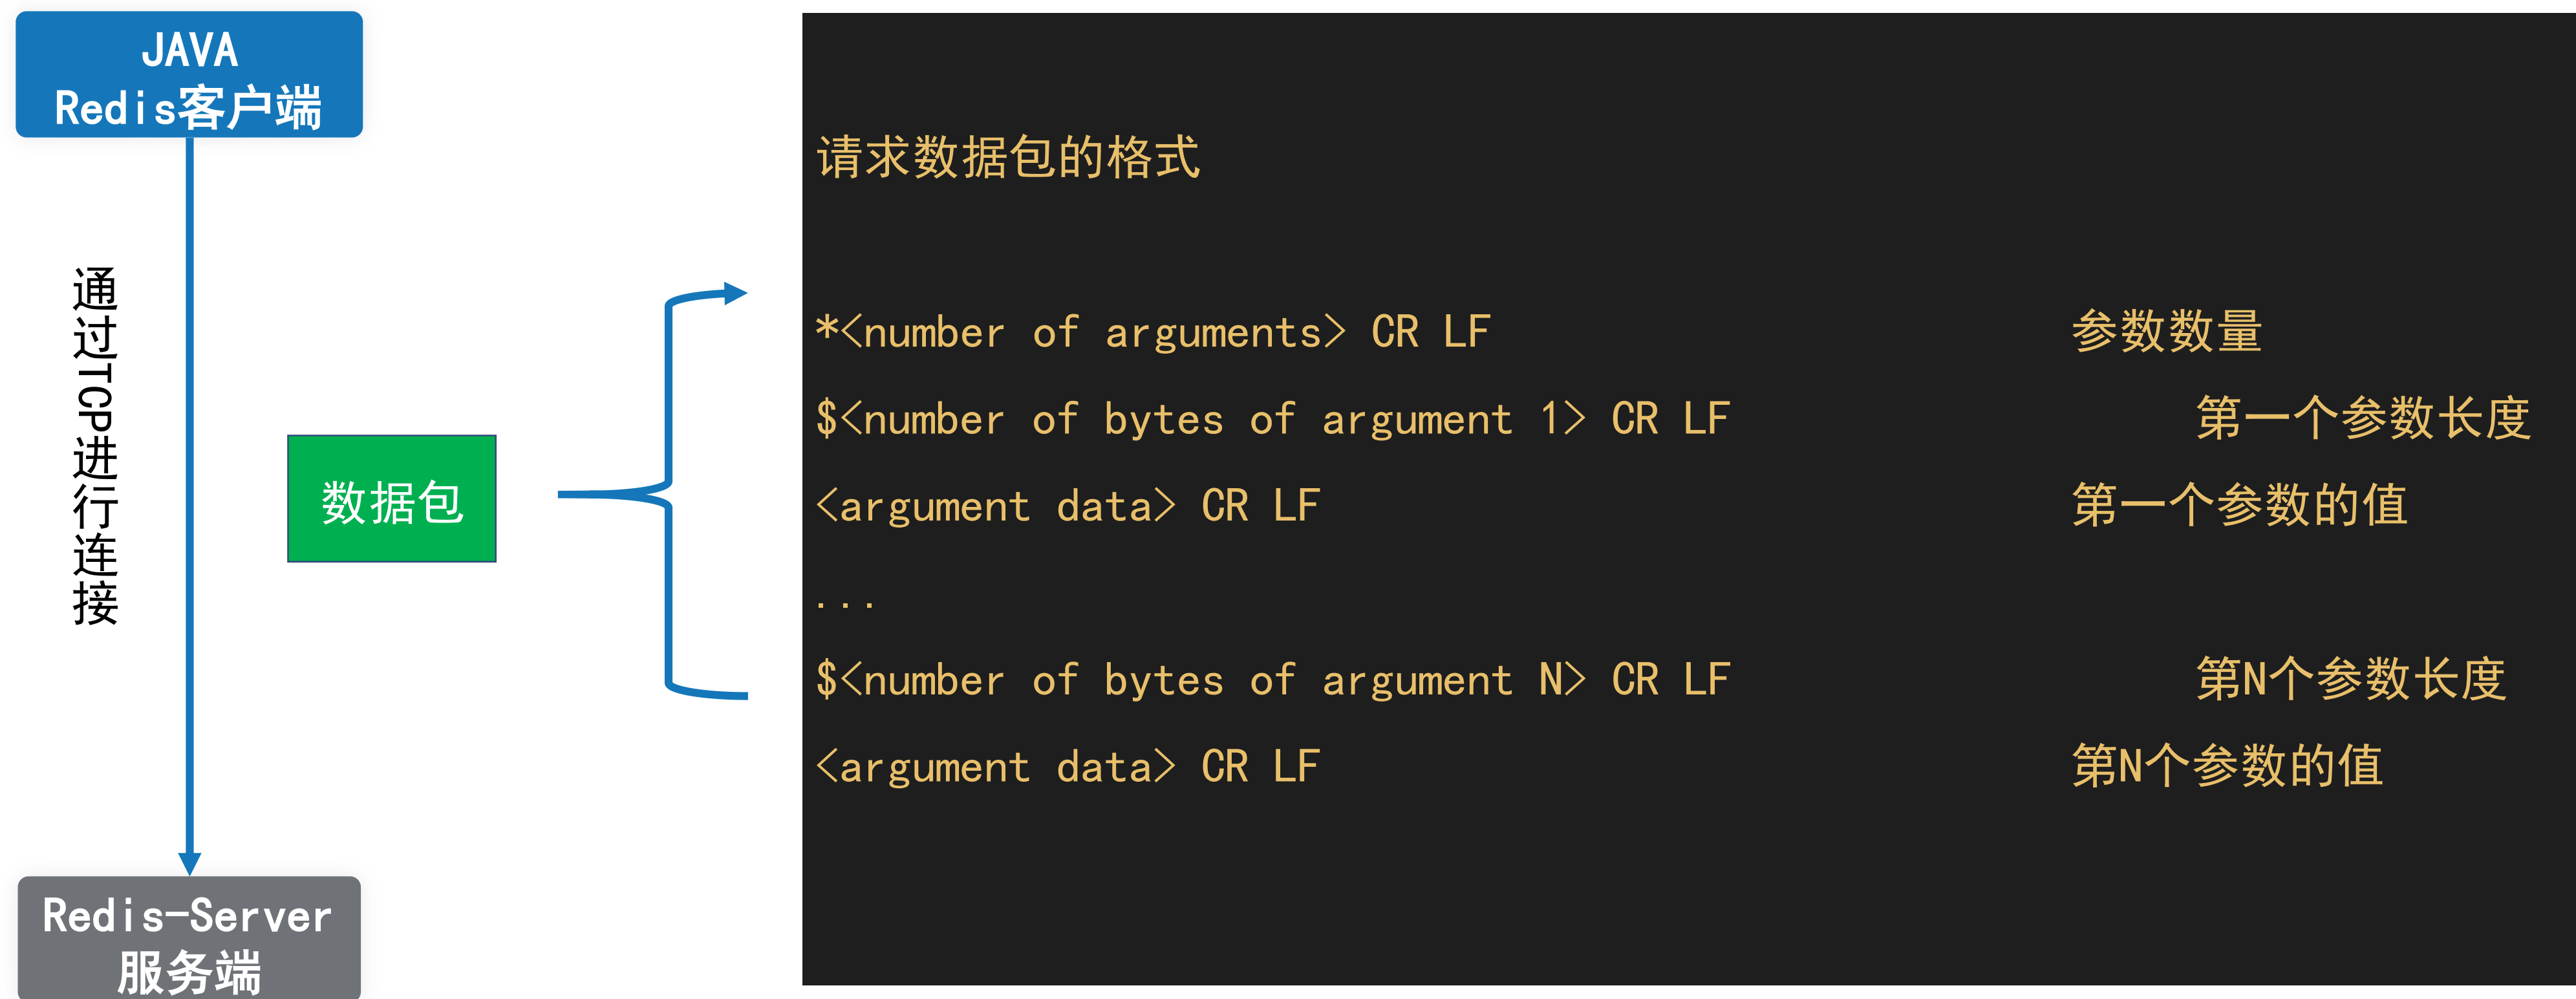 JAVA
Redis客户端
通过TCP进行连接
数据包
Redis-Server
服务端
请求数据包的格式
*<number of arguments> CR LF 参数数量
$<number of bytes of argument 1> CR LF 第一个参数长度
<argument data> CR LF 第一个参数的值
...
$<number of bytes of argument N> CR LF 第N个参数长度
<argument data> CR LF 第N个参数的值